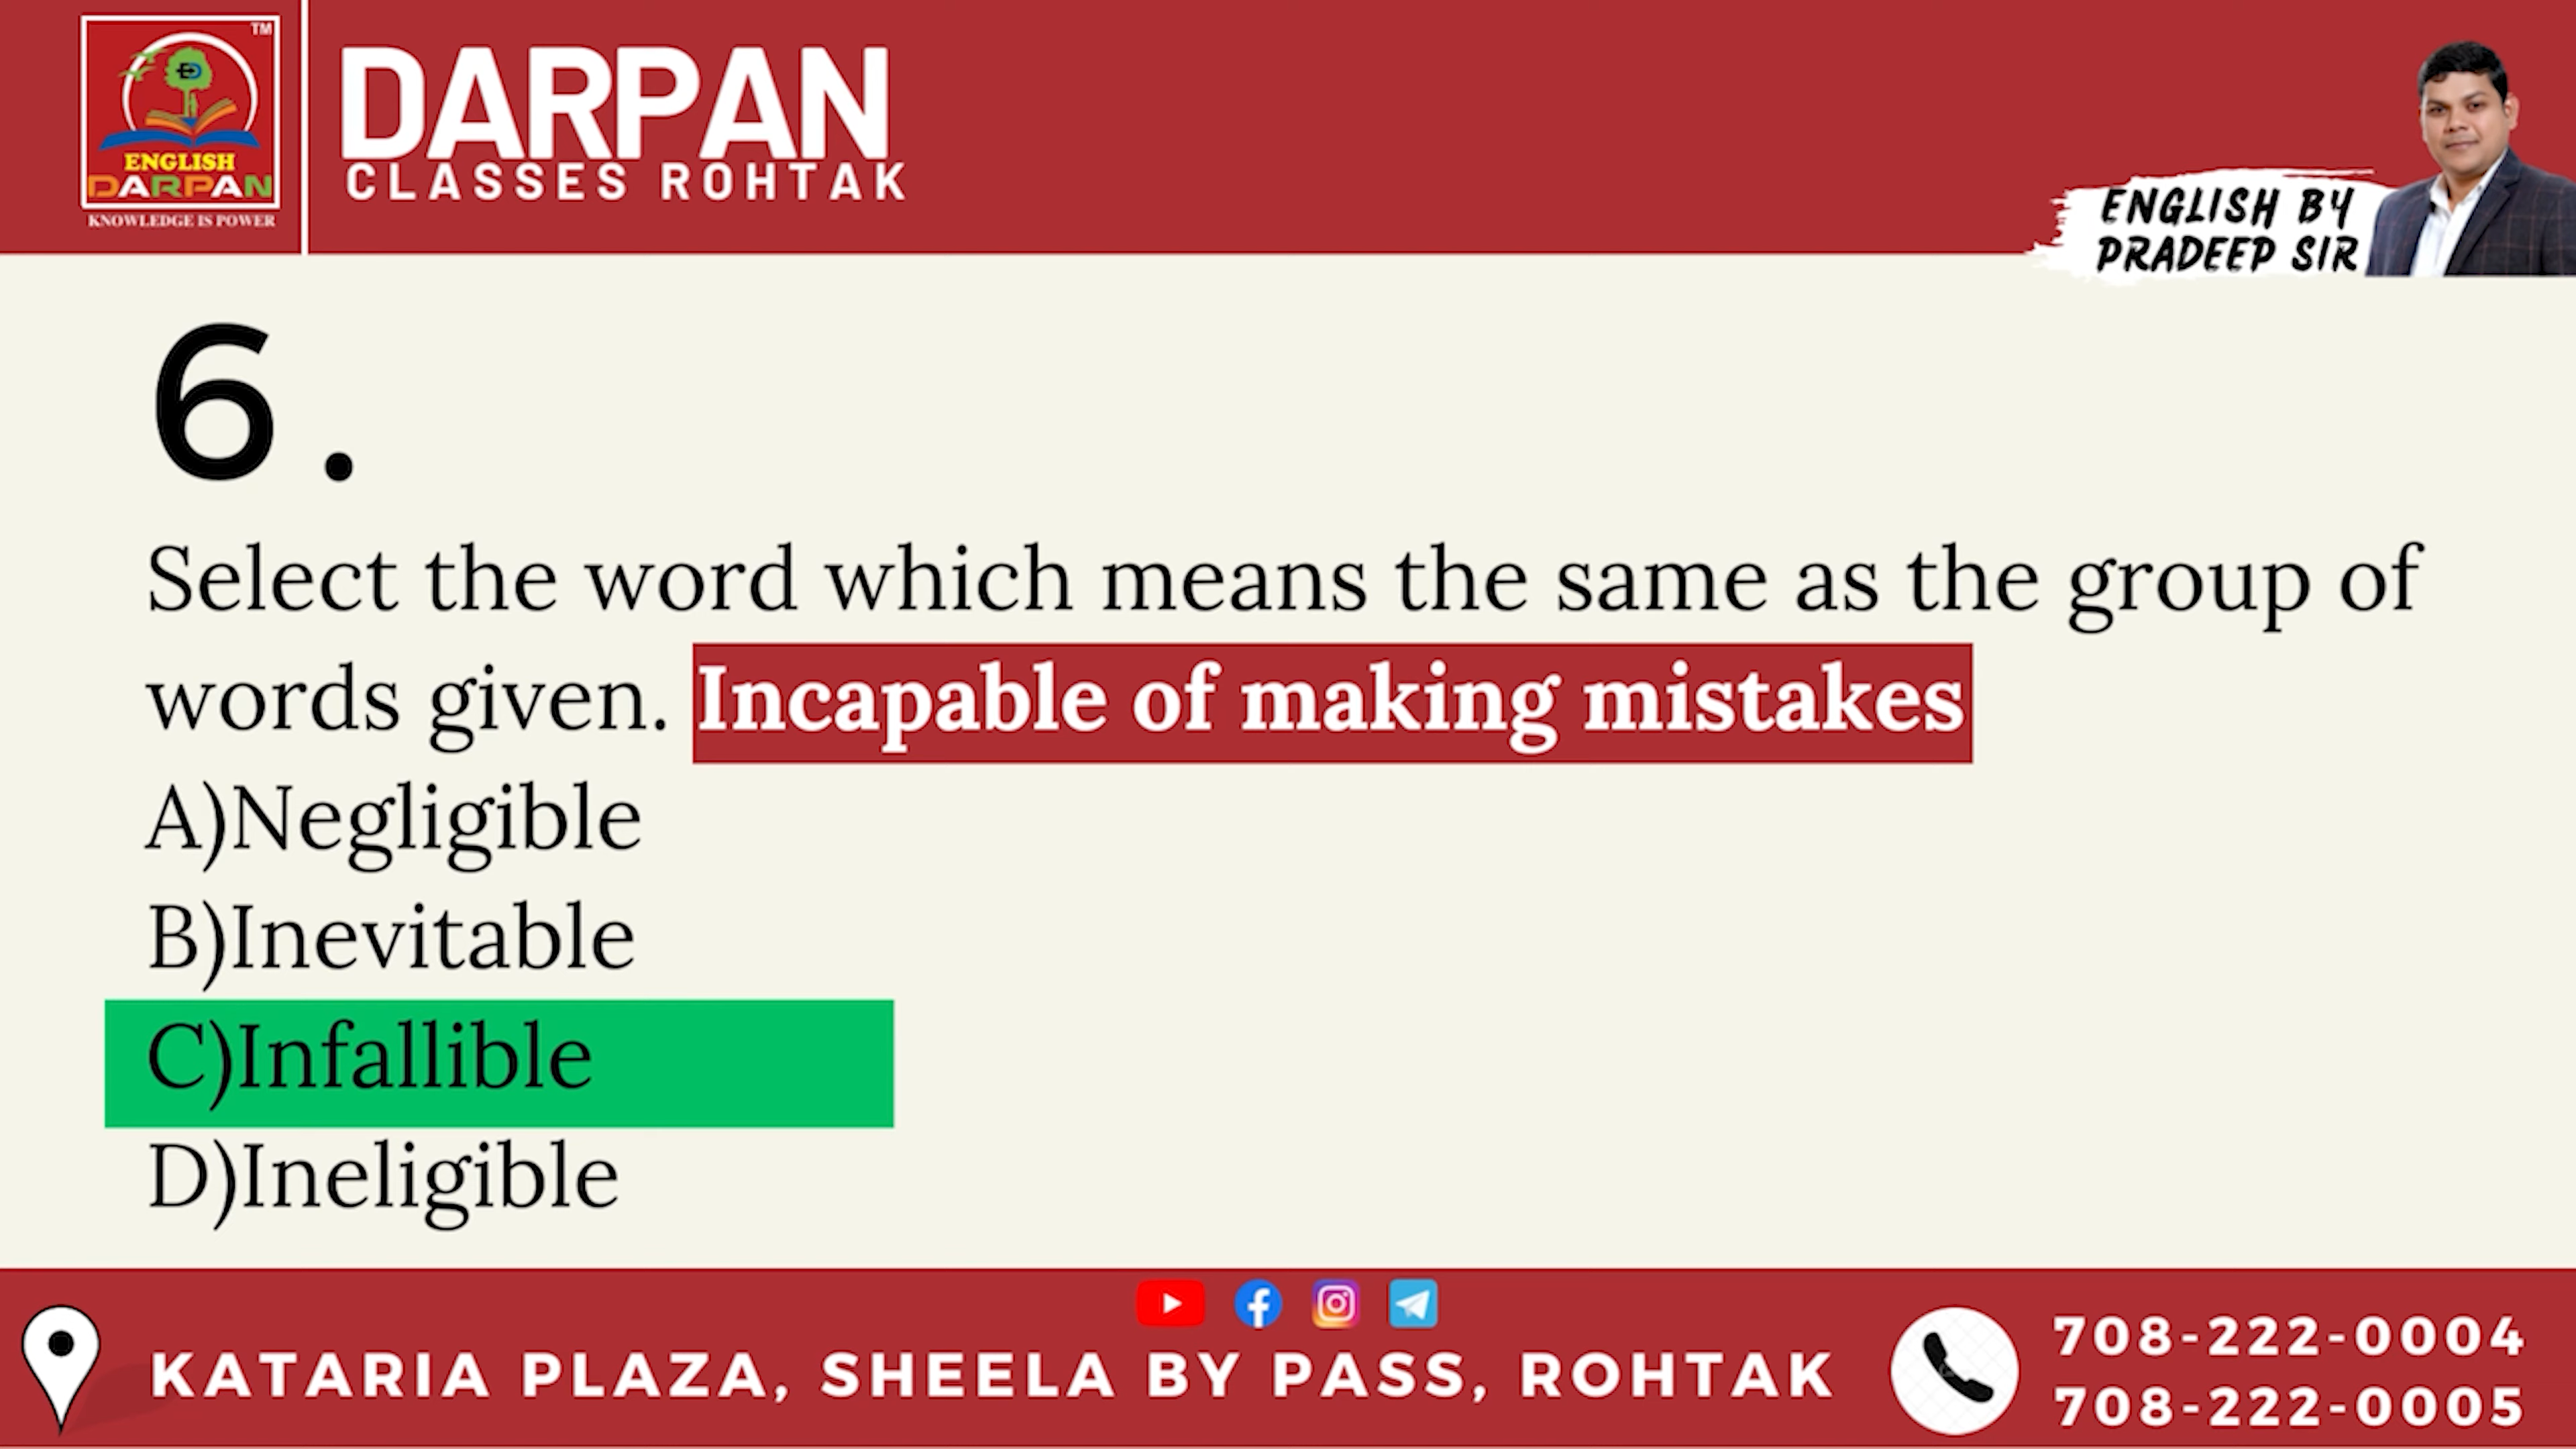 TM
ENGLISH
DARPAN
KNOWLEDGE IS POWER
DARPAN
CLASSES ROHTAK
ENGLISH BY
PRADEEP SIR
6.
Select the word which means the same as the group of
words given. Incapable of making mistakes
A)Negligible
B)Inevitable
C)Infallible
D)Ineligible
KATARIA PLAZA, SHEELA BY PASS, ROHTAK
708-222-0004
708-222-0005